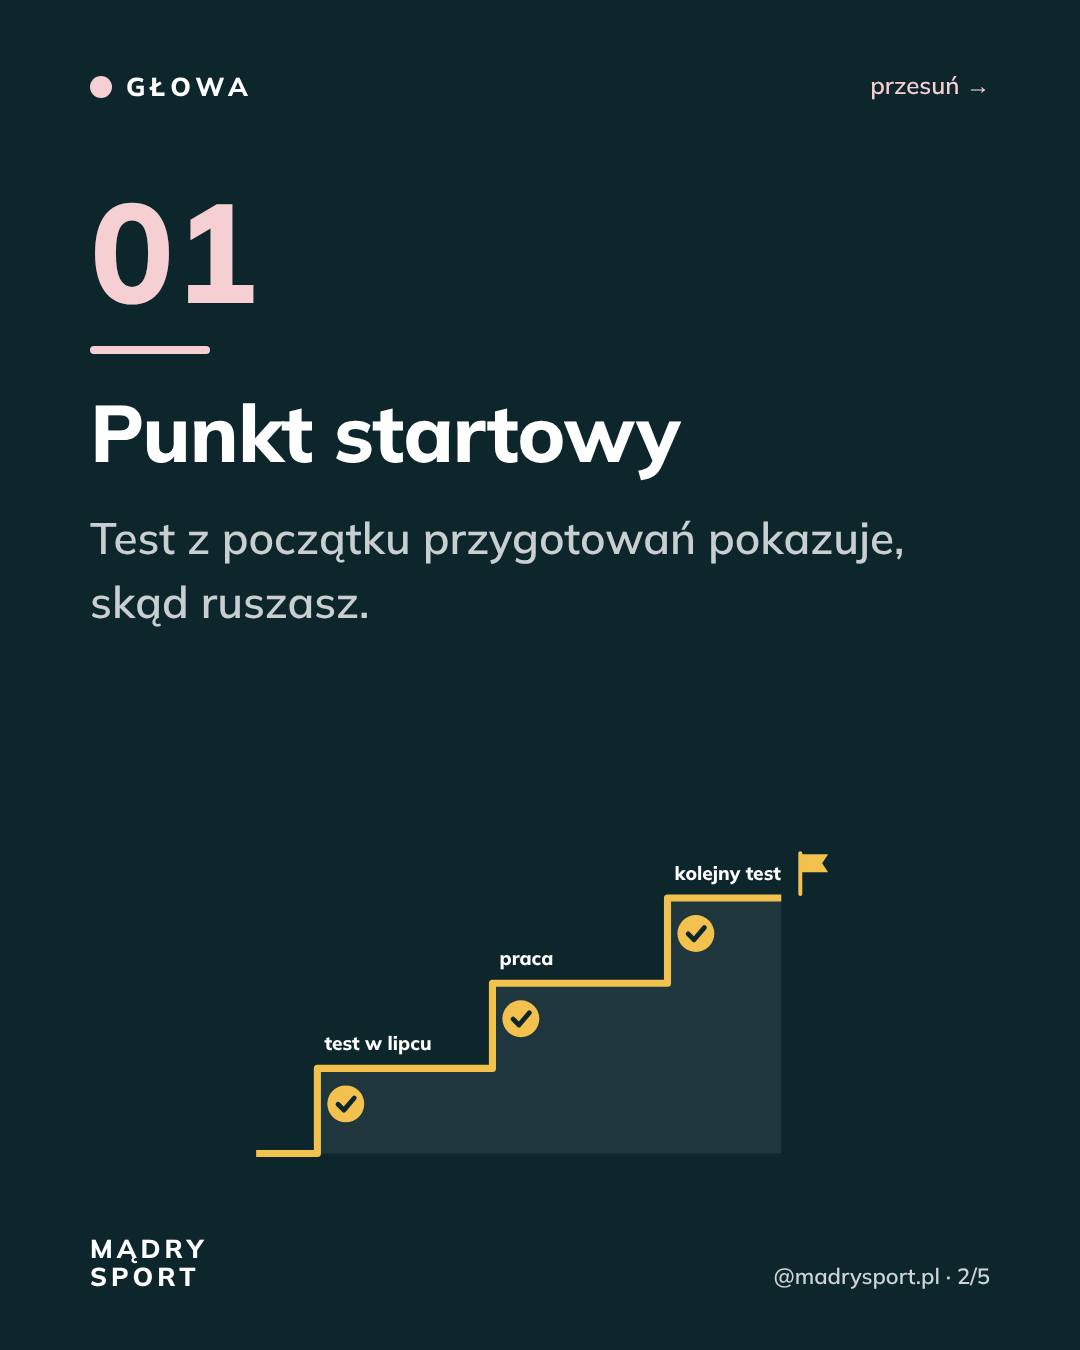 GŁOWA
przesuń →
01
Punkt startowy
Test z początku przygotowań pokazuje,
skąd ruszasz.
kolejny test
praca
test w lipcu
MĄDRY
SPORT
@madrysport.pl · 2/5